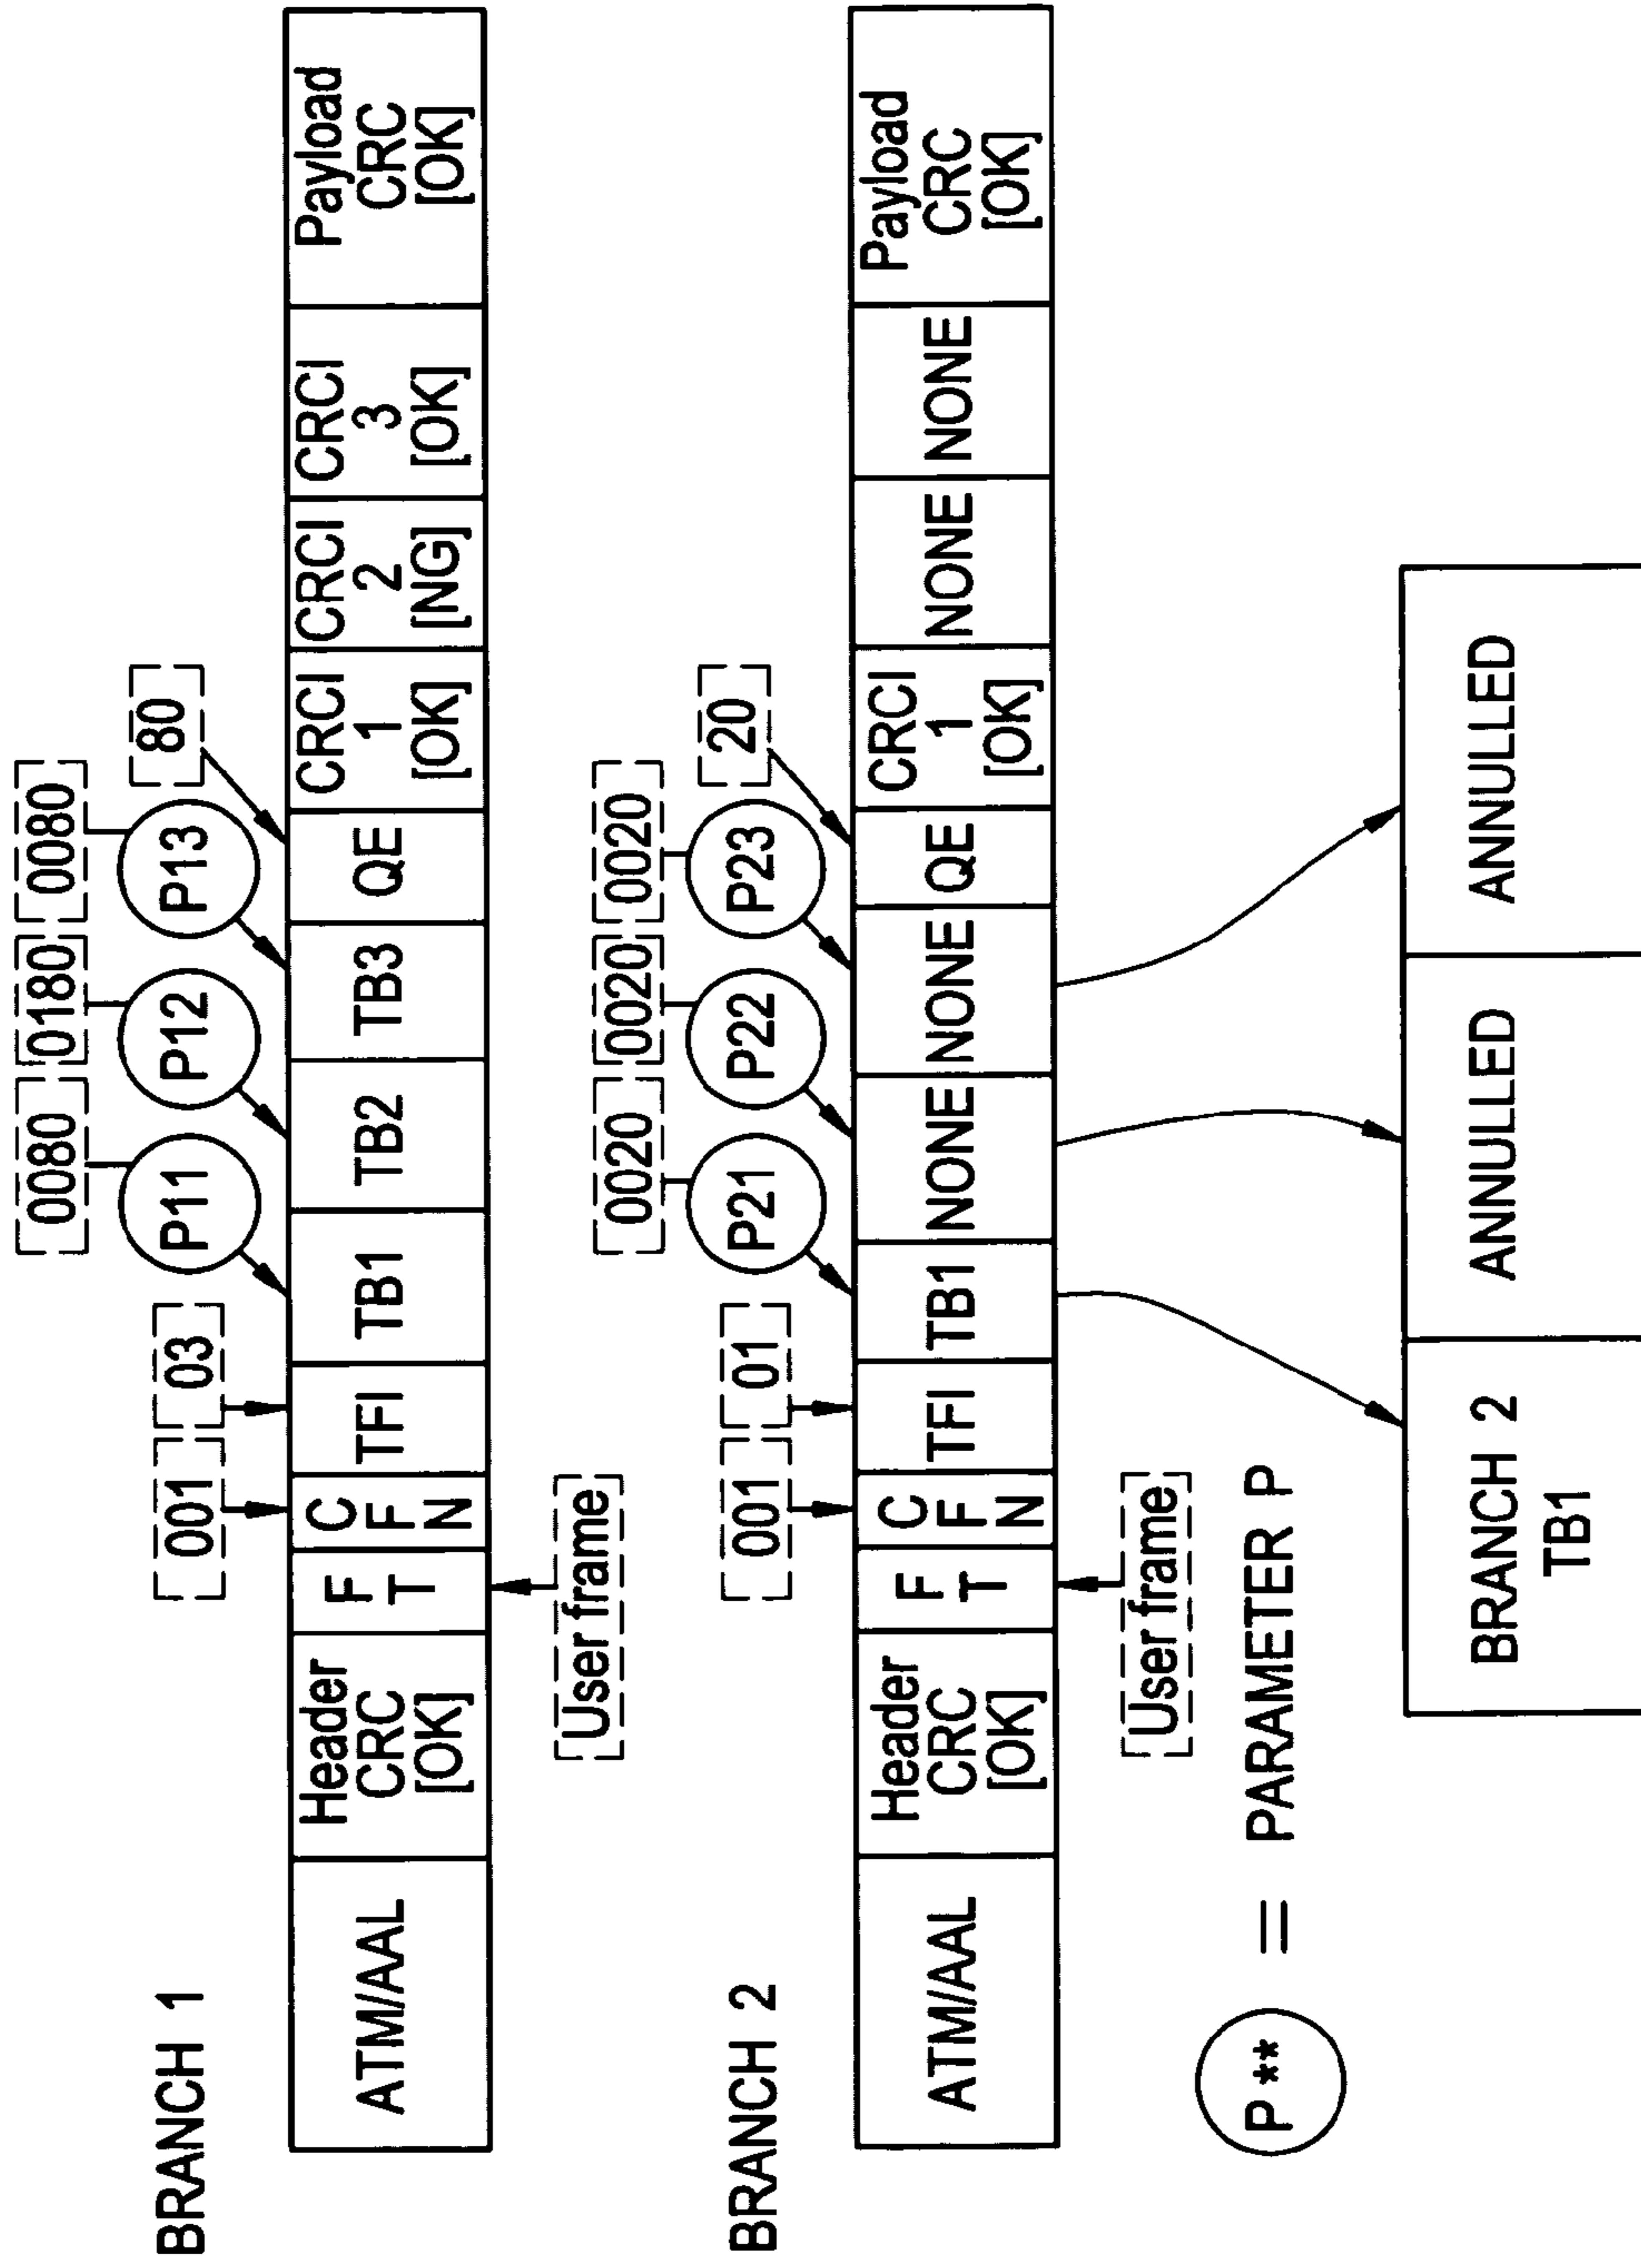 BRANCH 1
0080
0180
0080
001
03
P11
P12
P13
80
ATM/AAL
Header
CRC
[OK]
F
T
C
F
N
TFI
TB1
TB2
TB3
QE
CRCI
1
[OK]
CRCI
2
[NG]
CRCI
3
[OK]
Payload
CRC
[OK]
User frame
BRANCH 2
0020
0020
0020
001
01
P21
P22
P23
20
ATM/AAL
Header
CRC
[OK]
F
T
C
F
N
TFI
TB1
NONE
NONE
QE
CRCI
1
[OK]
NONE
NONE
Payload
CRC
[OK]
User frame
P ** = PARAMETER P
BRANCH 2
TB1
ANNULLED
ANNULLED